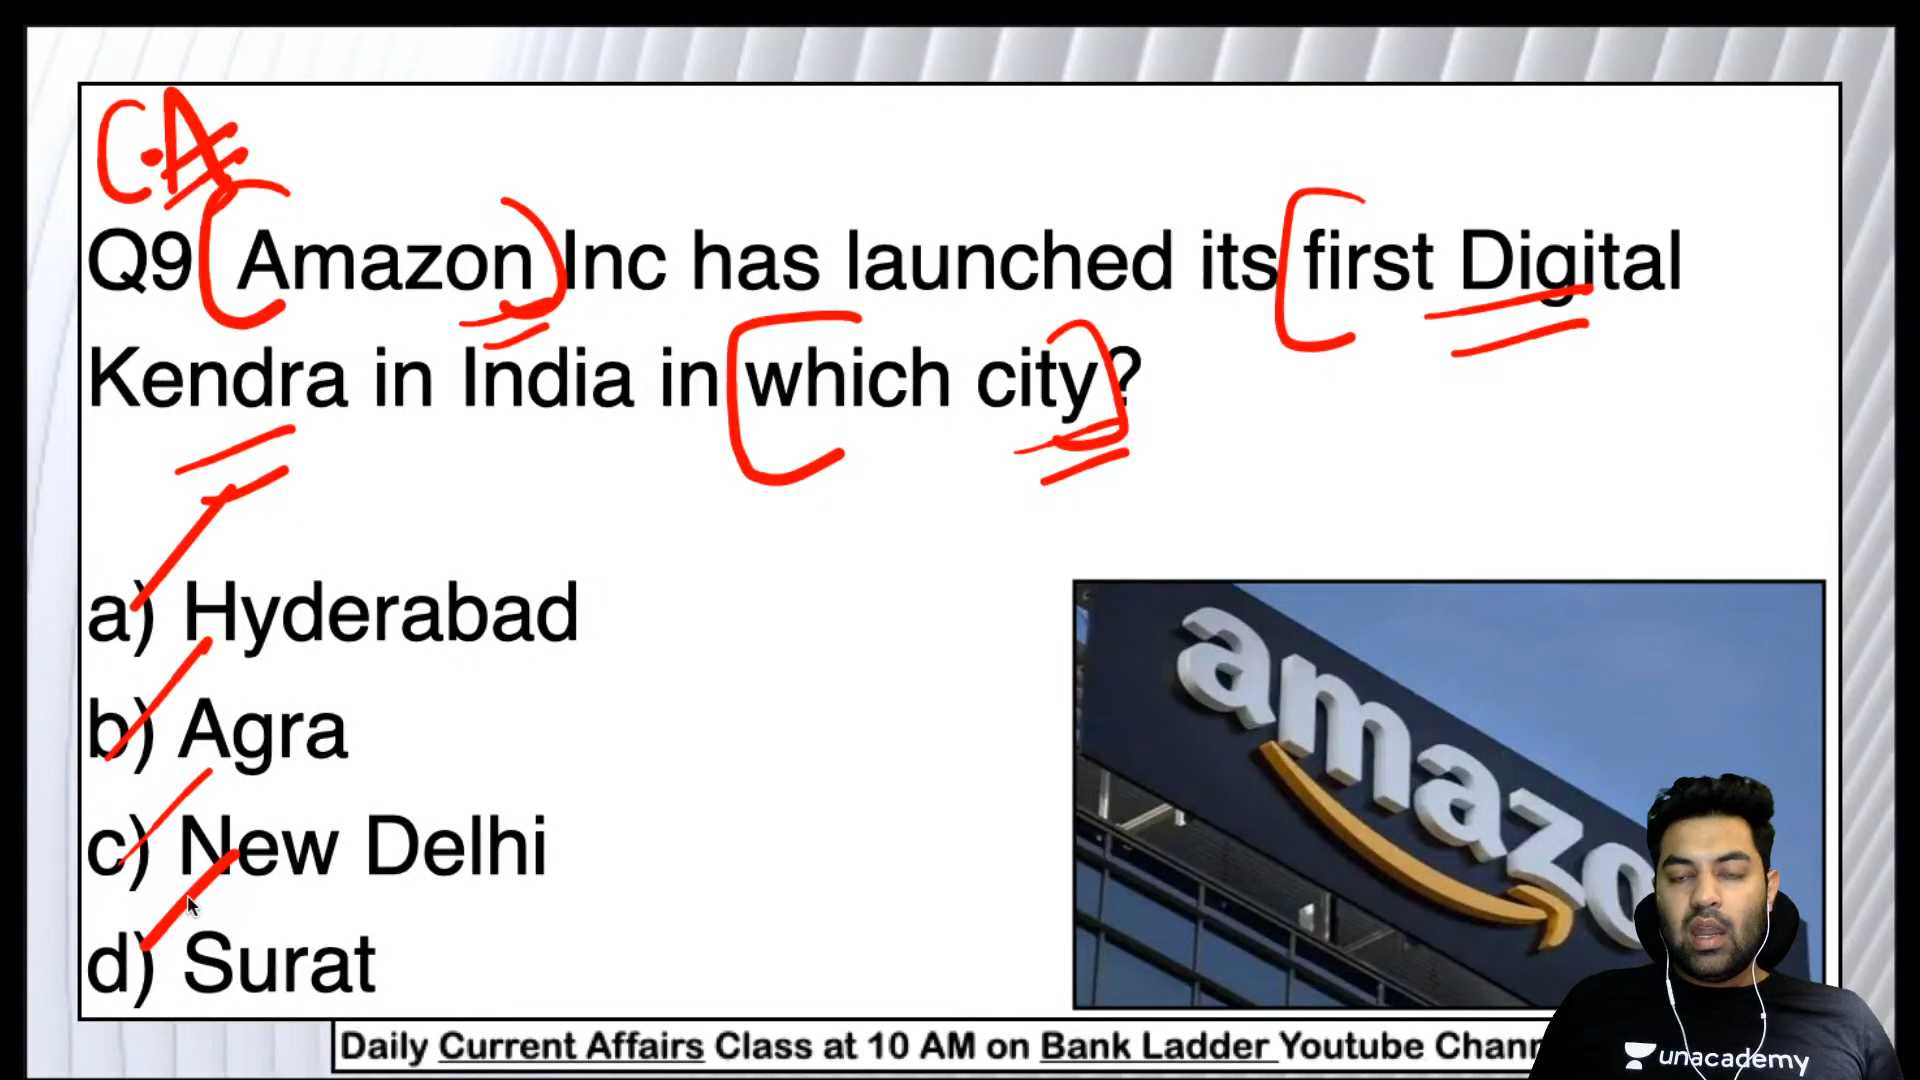 C.A
Q9 Amazon Inc has launched its first Digital
Kendra in India in which city?
a) Hyderabad
b) Agra
c) New Delhi
d) Surat
amazo
Daily Current Affairs Class at 10 AM on Bank Ladder Youtube Chann
unacademy